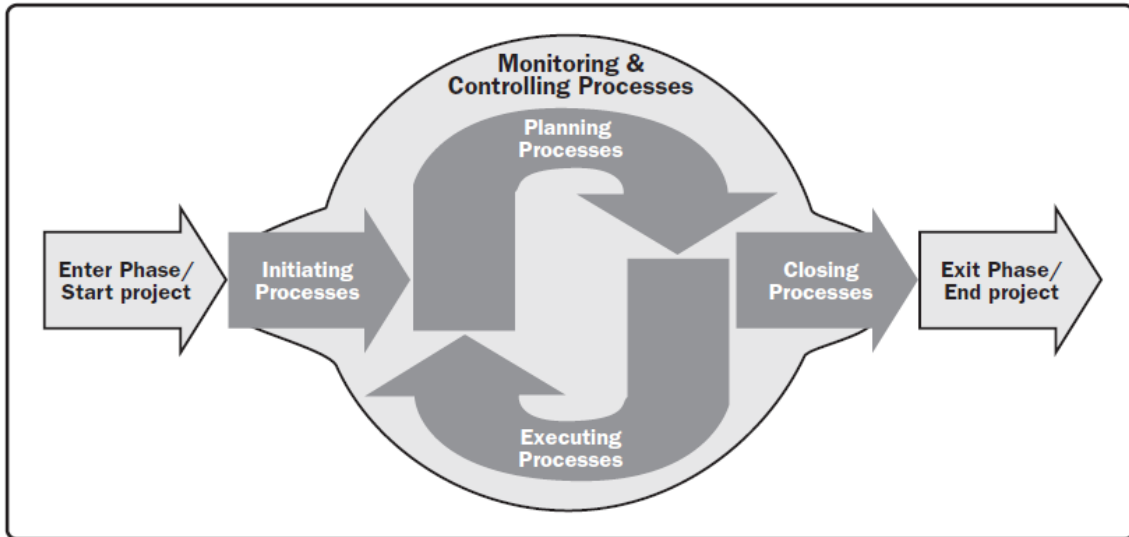 Monitoring &
Controlling Processes
Planning
Processes
Enter Phase/
Start project
Initiating
Processes
Closing
Processes
Exit Phase/
End project
Executing
Processes